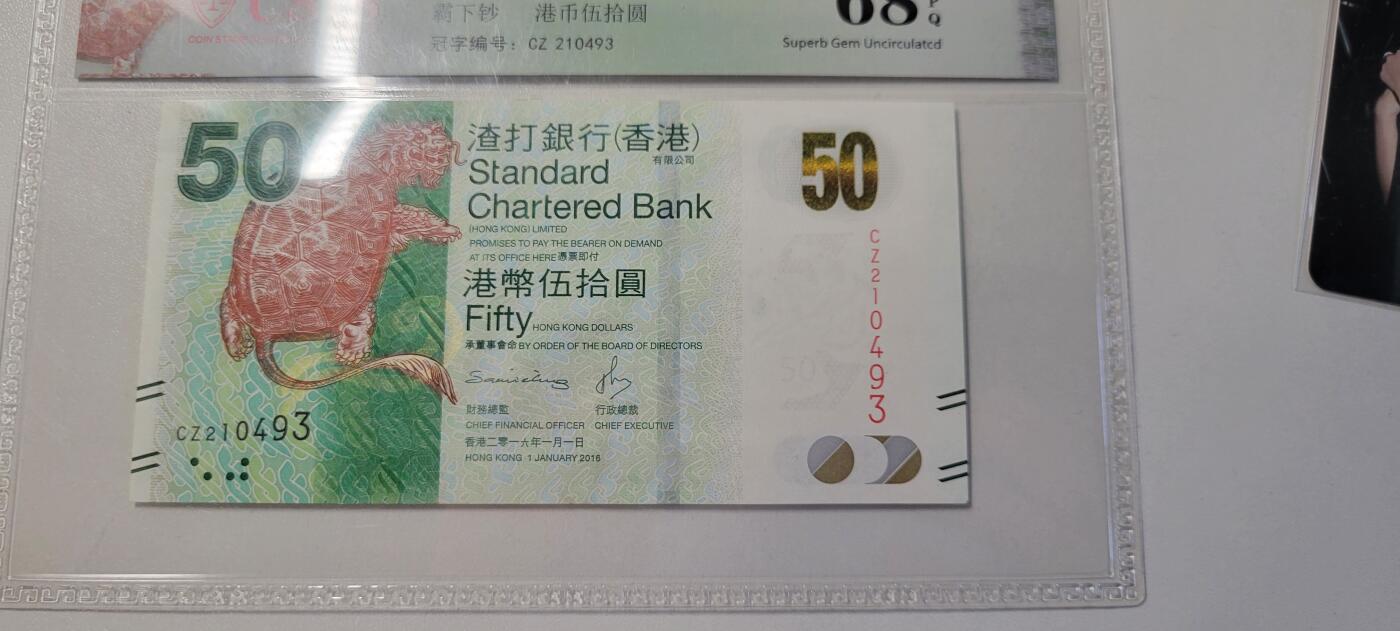 霸下钞 港币伍拾圆
68
P
Q
冠字编号：CZ 210493
Superb Gem Uncirculated
50
渣打銀行(香港)
有限公司
Standard
Chartered Bank
(HONG KONG) LIMITED
PROMISES TO PAY THE BEARER ON DEMAND
AT ITS OFFICE HERE 憑票即付
港幣伍拾圓
Fifty HONG KONG DOLLARS
承董事會命 BY ORDER OF THE BOARD OF DIRECTORS
財務總監 行政總裁
CHIEF FINANCIAL OFFICER CHIEF EXECUTIVE
香港二零一六年一月一日
HONG KONG 1 JANUARY 2016
CZ210493
50
CZ210493
50